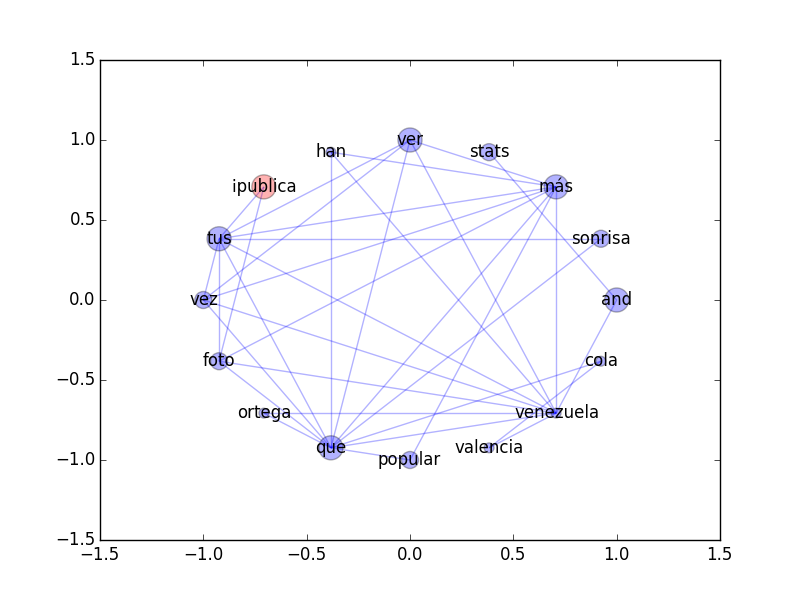 1.5
1.0
0.5
0.0
−0.5
−1.0
−1.5
ver
han
stats
ipublica
más
tus
sonrisa
vez
and
foto
cola
ortega
venezuela
que
valencia
popular
−1.5
−1.0
−0.5
0.0
0.5
1.0
1.5